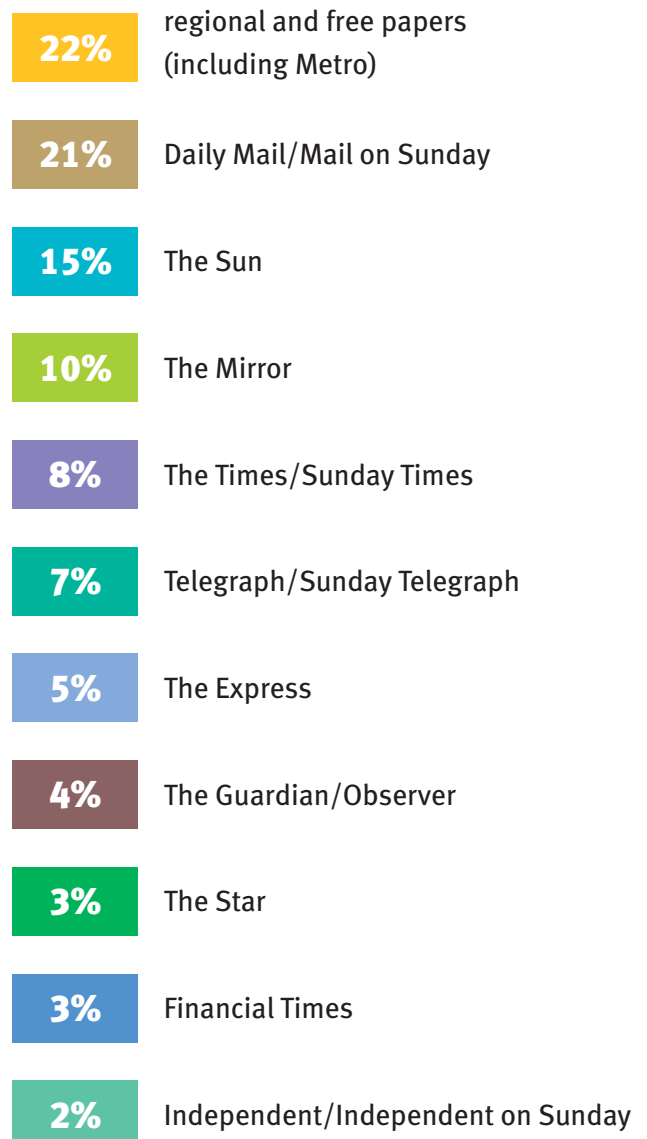 22% regional and free papers
(including Metro)
21% Daily Mail/Mail on Sunday
15% The Sun
10% The Mirror
8% The Times/Sunday Times
7% Telegraph/Sunday Telegraph
5% The Express
4% The Guardian/Observer
3% The Star
3% Financial Times
2% Independent/Independent on Sunday